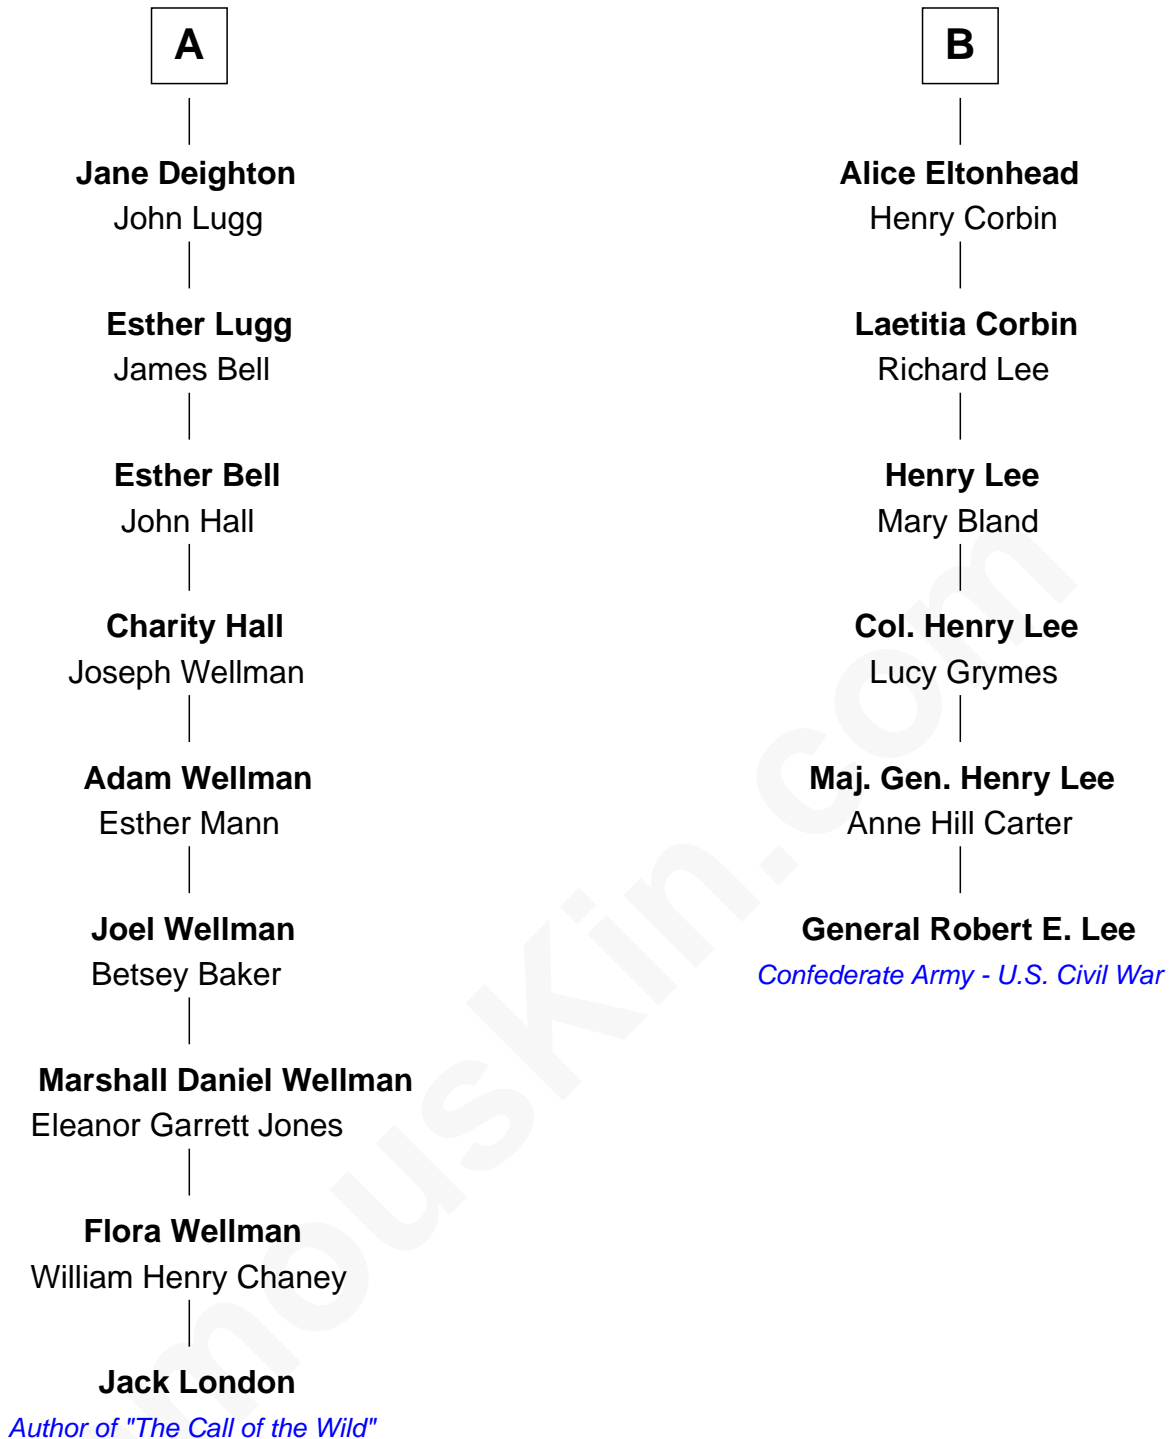 A
Jane Deighton
John Lugg
Esther Lugg
James Bell
Esther Bell
John Hall
Charity Hall
Joseph Wellman
Adam Wellman
Esther Mann
Joel Wellman
Betsey Baker
Marshall Daniel Wellman
Eleanor Garrett Jones
Flora Wellman
William Henry Chaney
Jack London
Author of "The Call of the Wild"
B
Alice Eltonhead
Henry Corbin
Laetitia Corbin
Richard Lee
Henry Lee
Mary Bland
Col. Henry Lee
Lucy Grymes
Maj. Gen. Henry Lee
Anne Hill Carter
General Robert E. Lee
Confederate Army - U.S. Civil War
mouskin.com